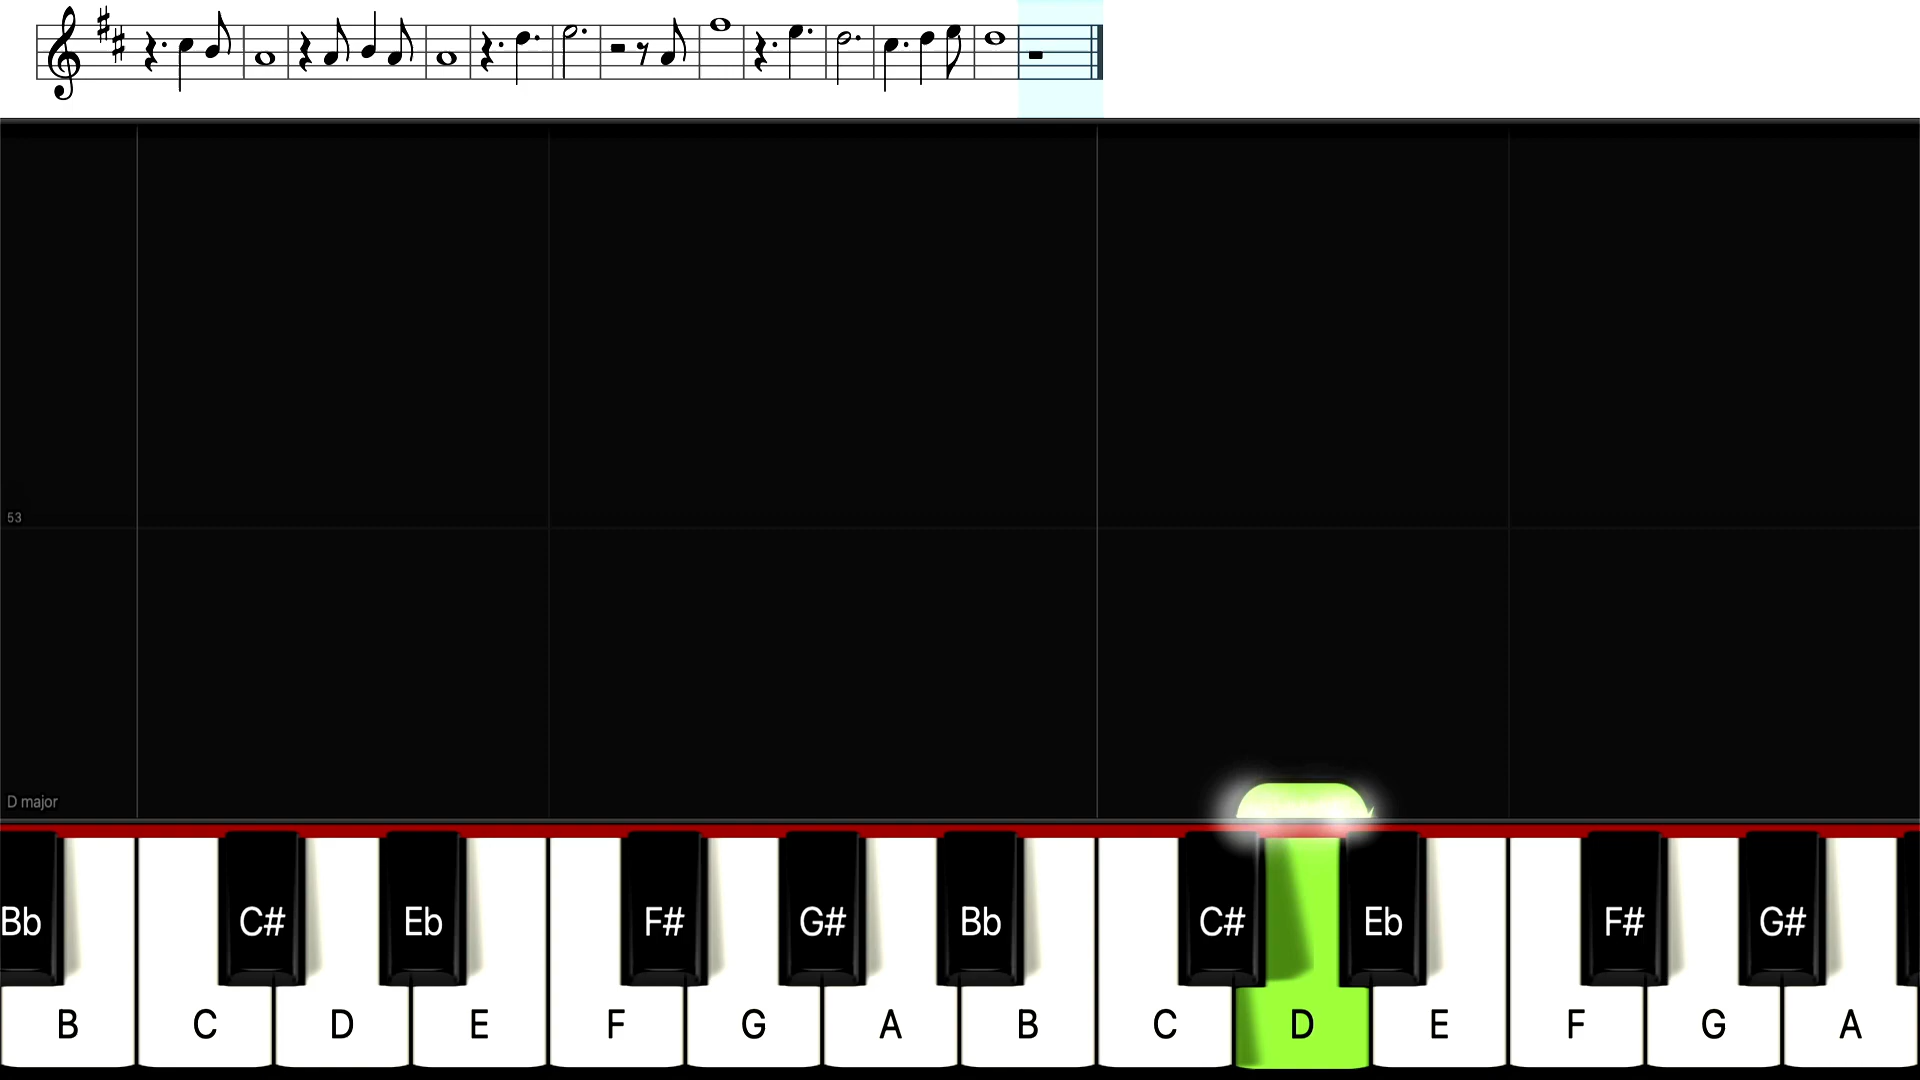 53
D major
Bb C# Eb F# G# Bb C# Eb F# G#
B C D E F G A B C D E F G A